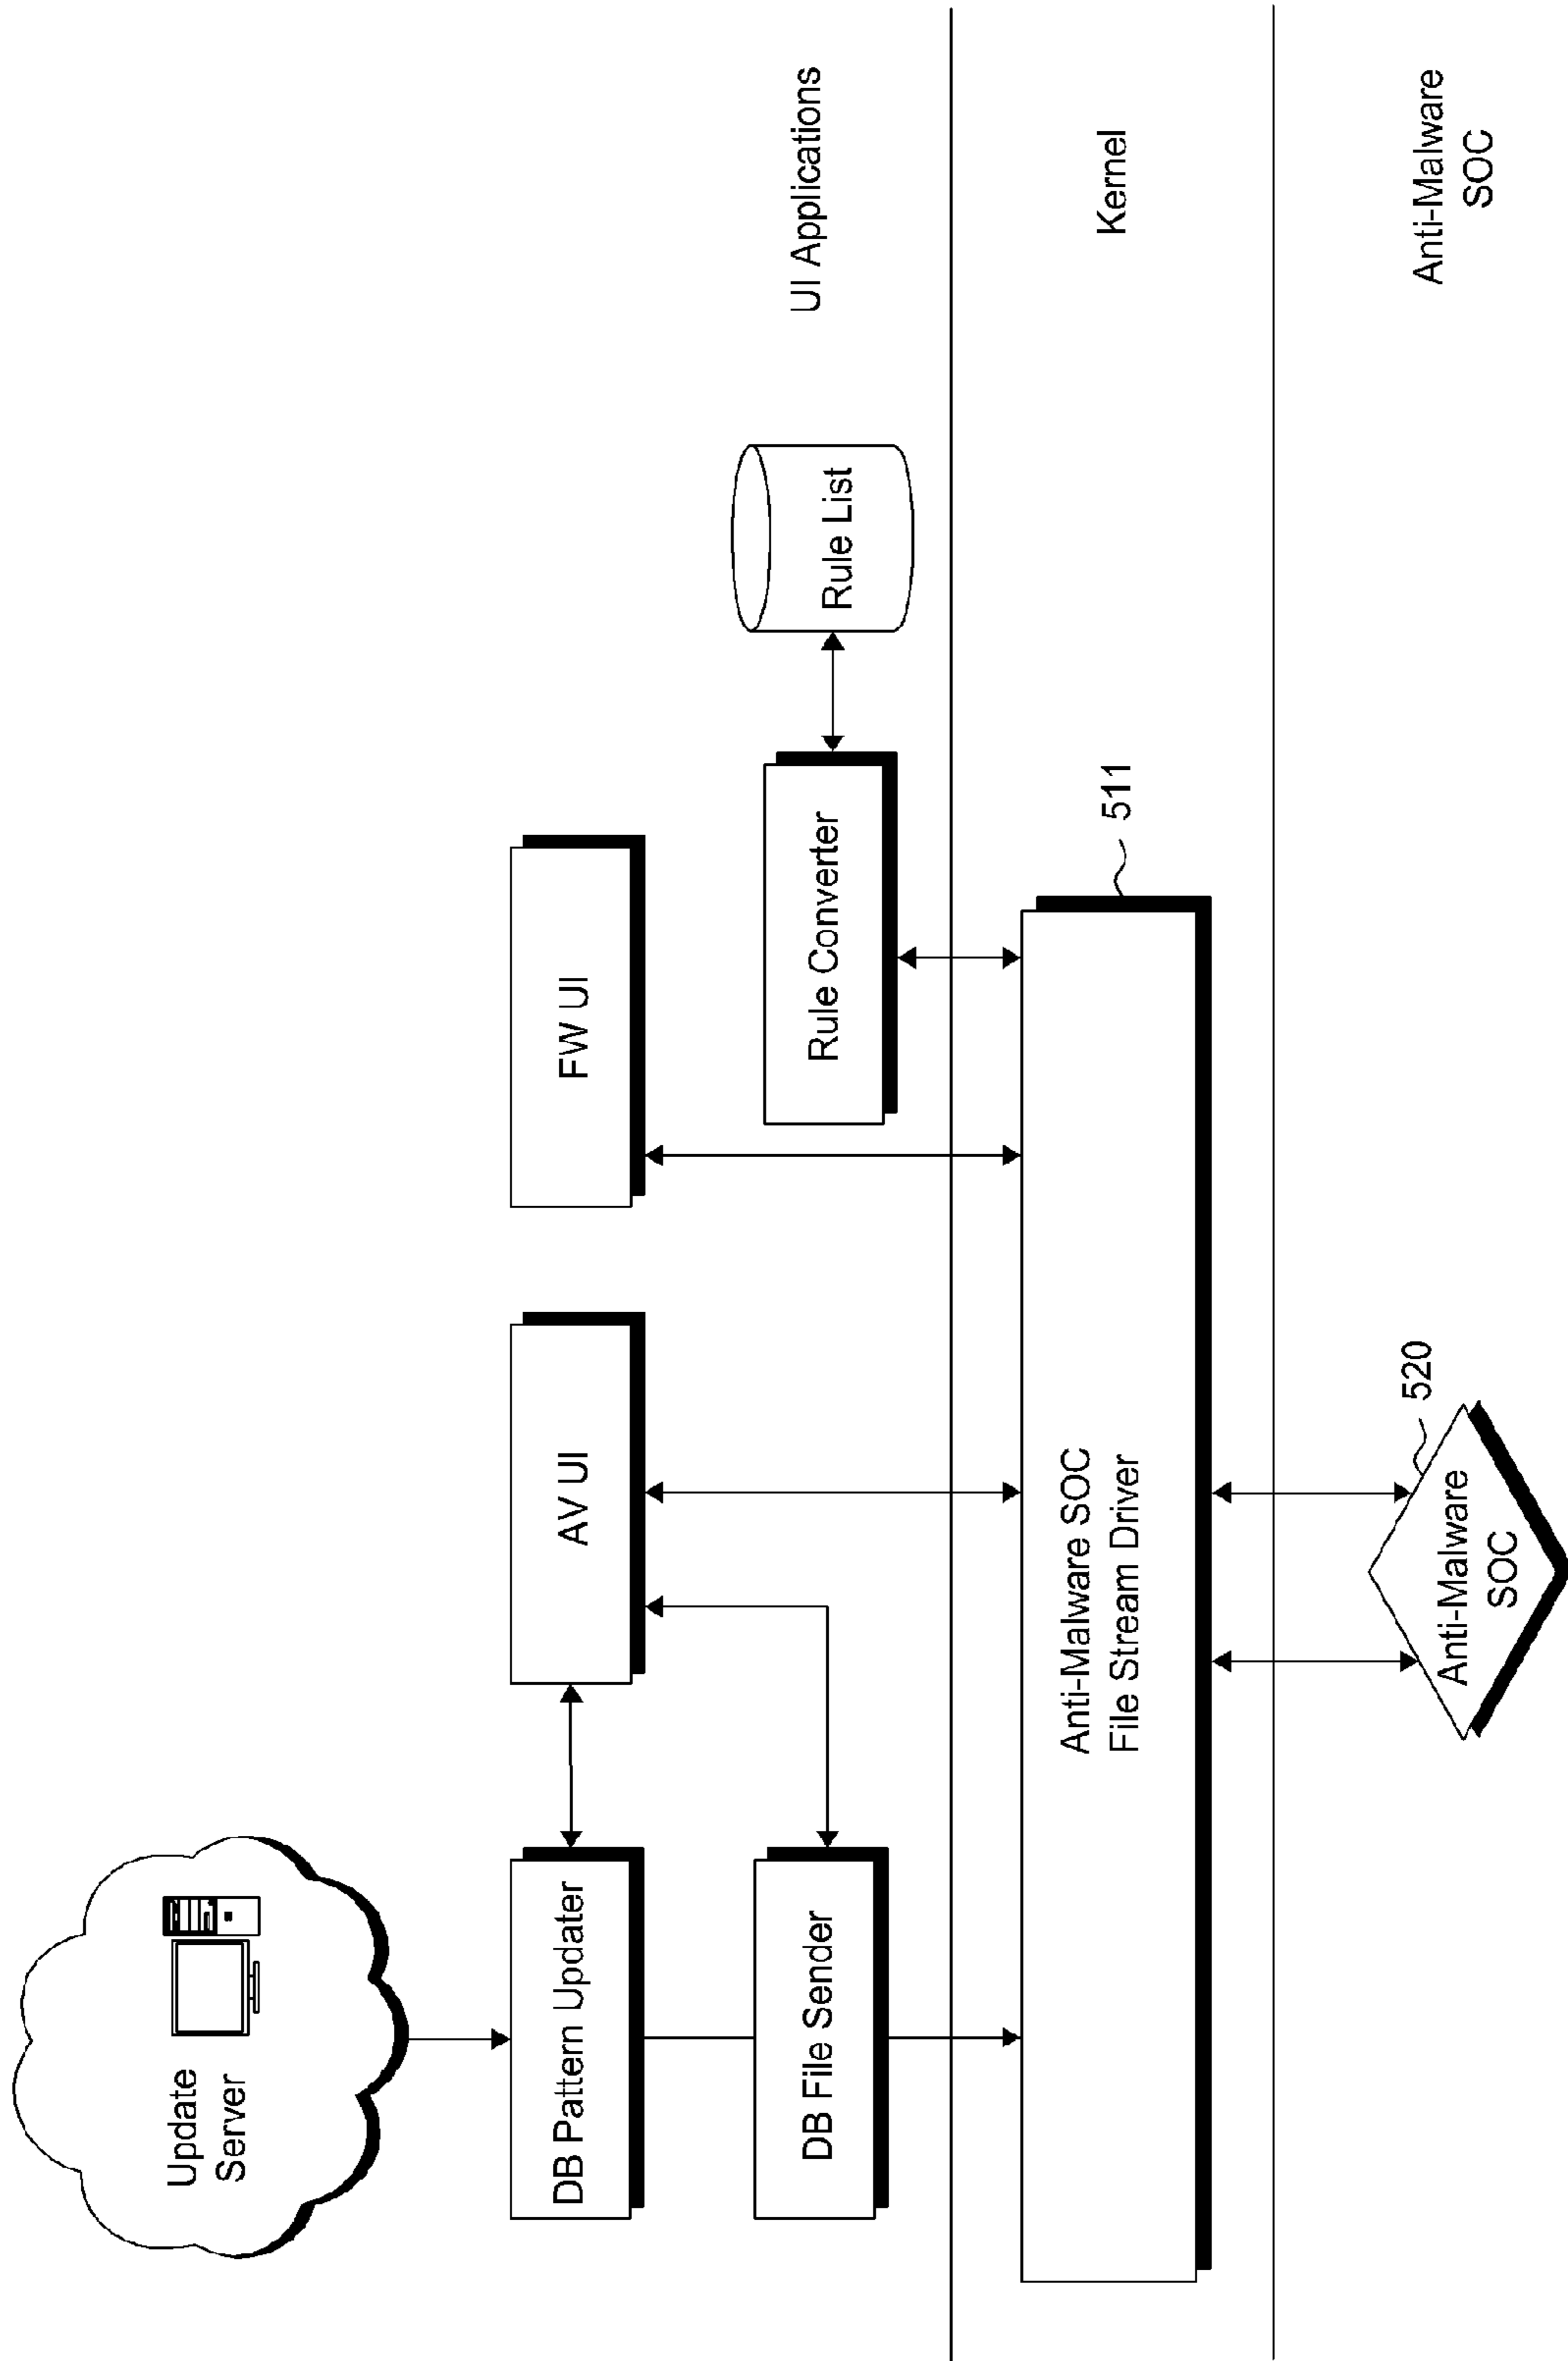 Update
Server
DB Pattern Updater
AV UI
FW UI
DB File Sender
Rule Converter
Rule List
UI Applications
Anti-Malware SOC
File Stream Driver
511
Kernel
520
Anti-Malware
SOC
Anti-Malware
SOC